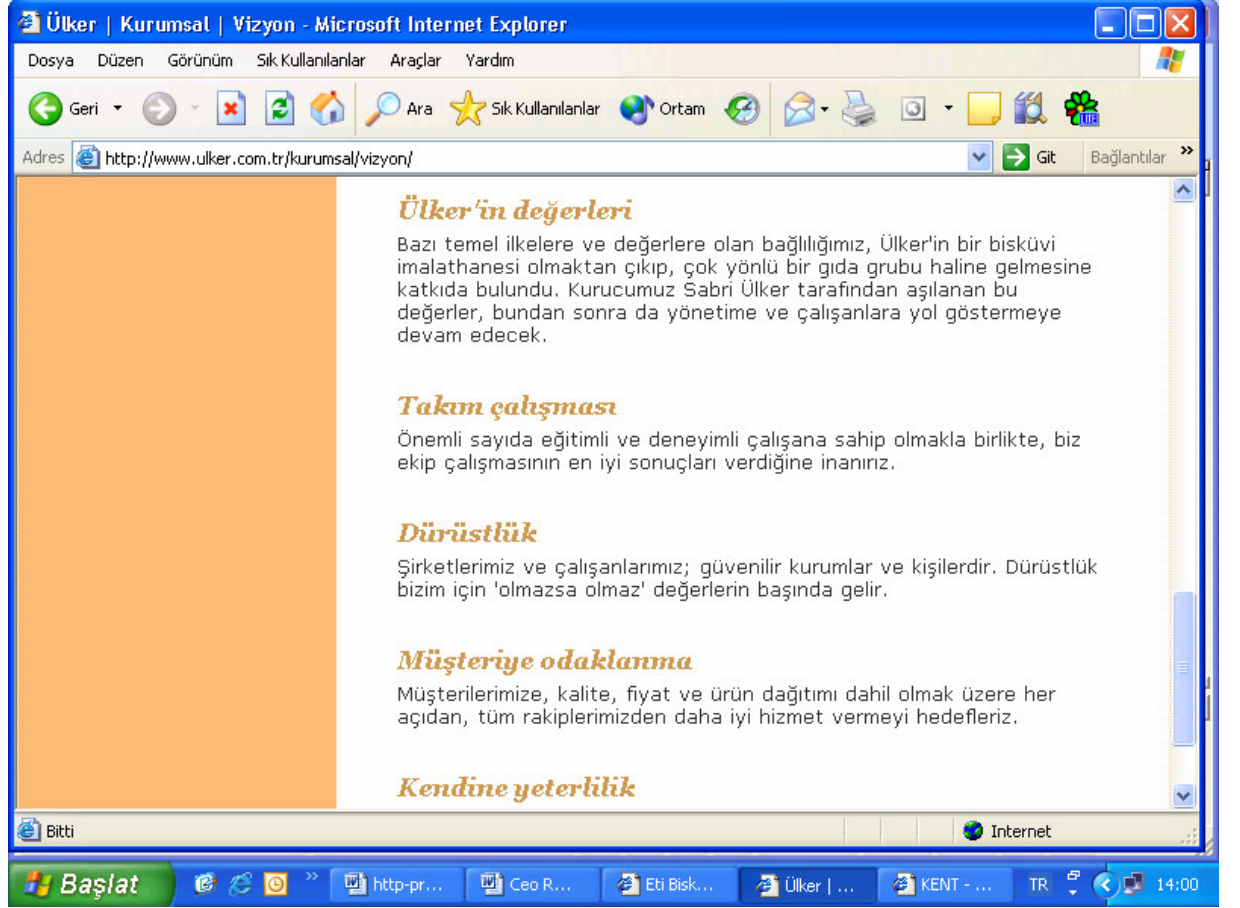 Ülker | Kurumsal | Vizyon - Microsoft Internet Explorer
Dosya Düzen Görünüm Sık Kullanılanlar Araçlar Yardım
Geri Ara Sık Kullanılanlar Ortam LITE
Adres http://www.ulker.com.tr/kurumsal/vizyon/ Git Bağlantılar »
Ülker'in değerleri
Bazı temel ilkelere ve değerlere olan bağlılığımız, Ülker'in bir bisküvi
imalathanesi olmaktan çıkıp, çok yönlü bir gıda grubu haline gelmesine
katkıda bulundu. Kurucumuz Sabri Ülker tarafından aşılanan bu
değerler, bundan sonra da yönetime ve çalışanlara yol göstermeye
devam edecek.
Takım çalışması
Önemli sayıda eğitimli ve deneyimli çalışana sahip olmakla birlikte, biz
ekip çalışmasının en iyi sonuçları verdiğine inanırız.
Dürüstlük
Şirketlerimiz ve çalışanlarımız; güvenilir kurumlar ve kişilerdir. Dürüstlük
bizim için 'olmazsa olmaz' değerlerin başında gelir.
Müşteriye odaklanma
Müşterilerimize, kalite, fiyat ve ürün dağıtımı dahil olmak üzere her
açıdan, tüm rakiplerimizden daha iyi hizmet vermeyi hedefleriz.
Kendine yeterlilik
Bitti Internet
Başlat » http-pr... Ceo R... Eti Bisk... Ülker | ... KENT - ... TR 14:00